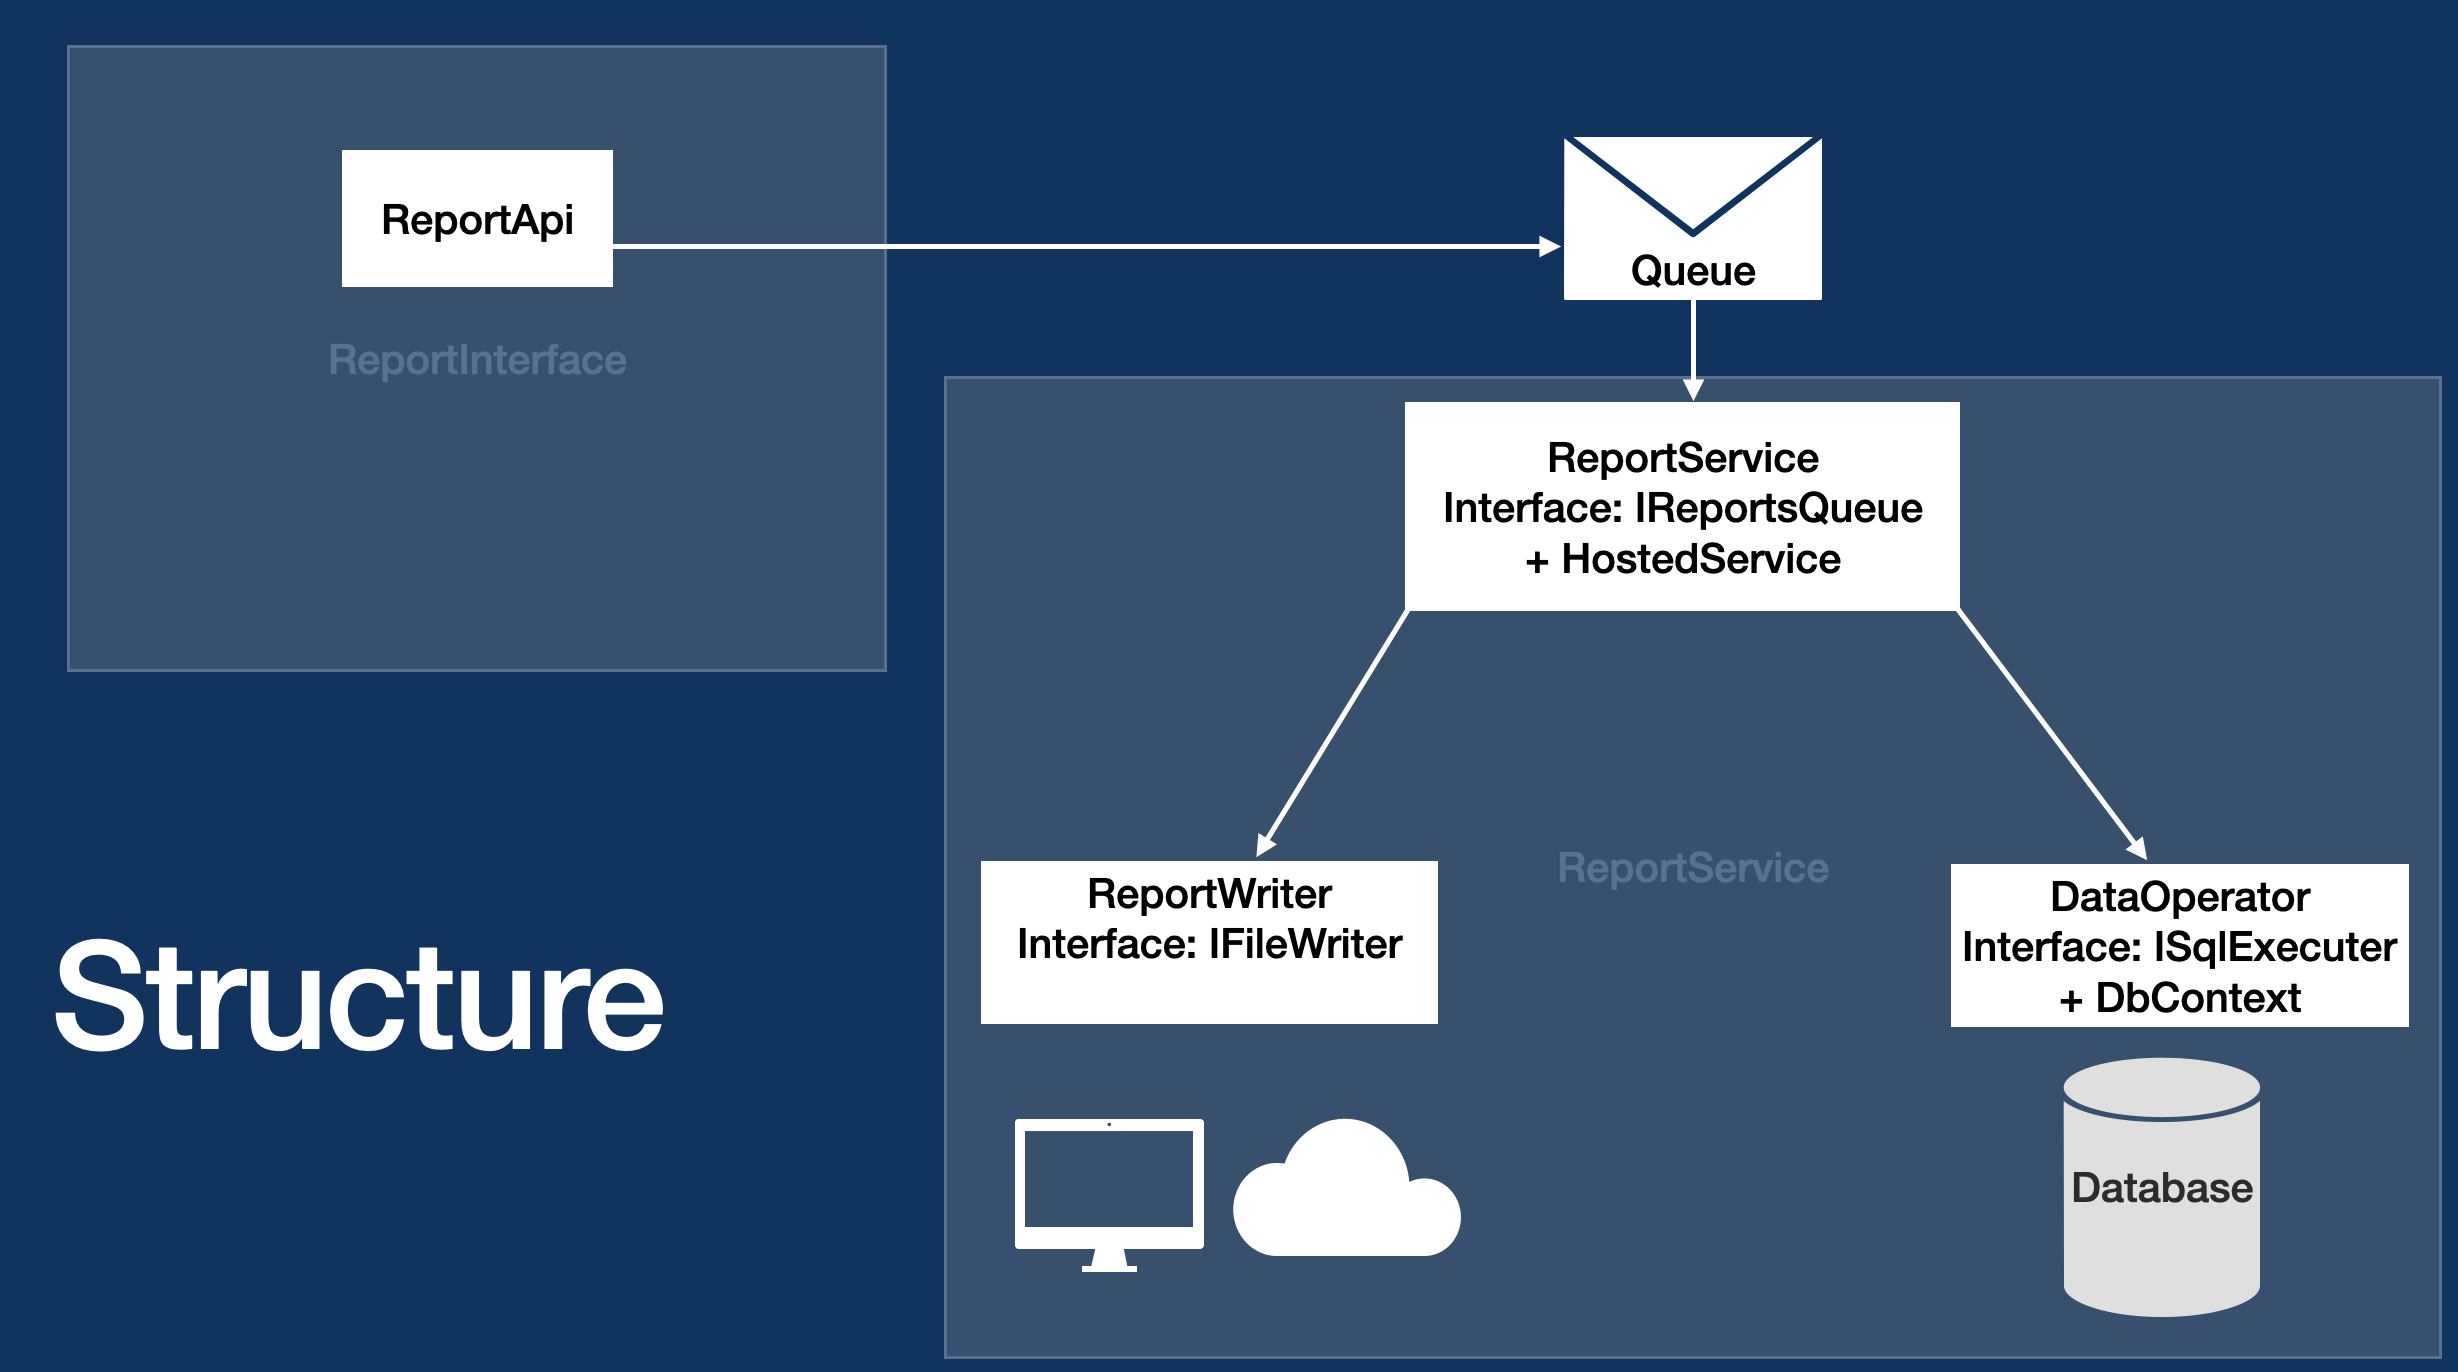 ReportApi
ReportInterface
Queue
ReportService
Interface: IReportsQueue
+ HostedService
ReportService
ReportWriter
Interface: IFileWriter
DataOperator
Interface: ISqlExecuter
+ DbContext
Database
Structure